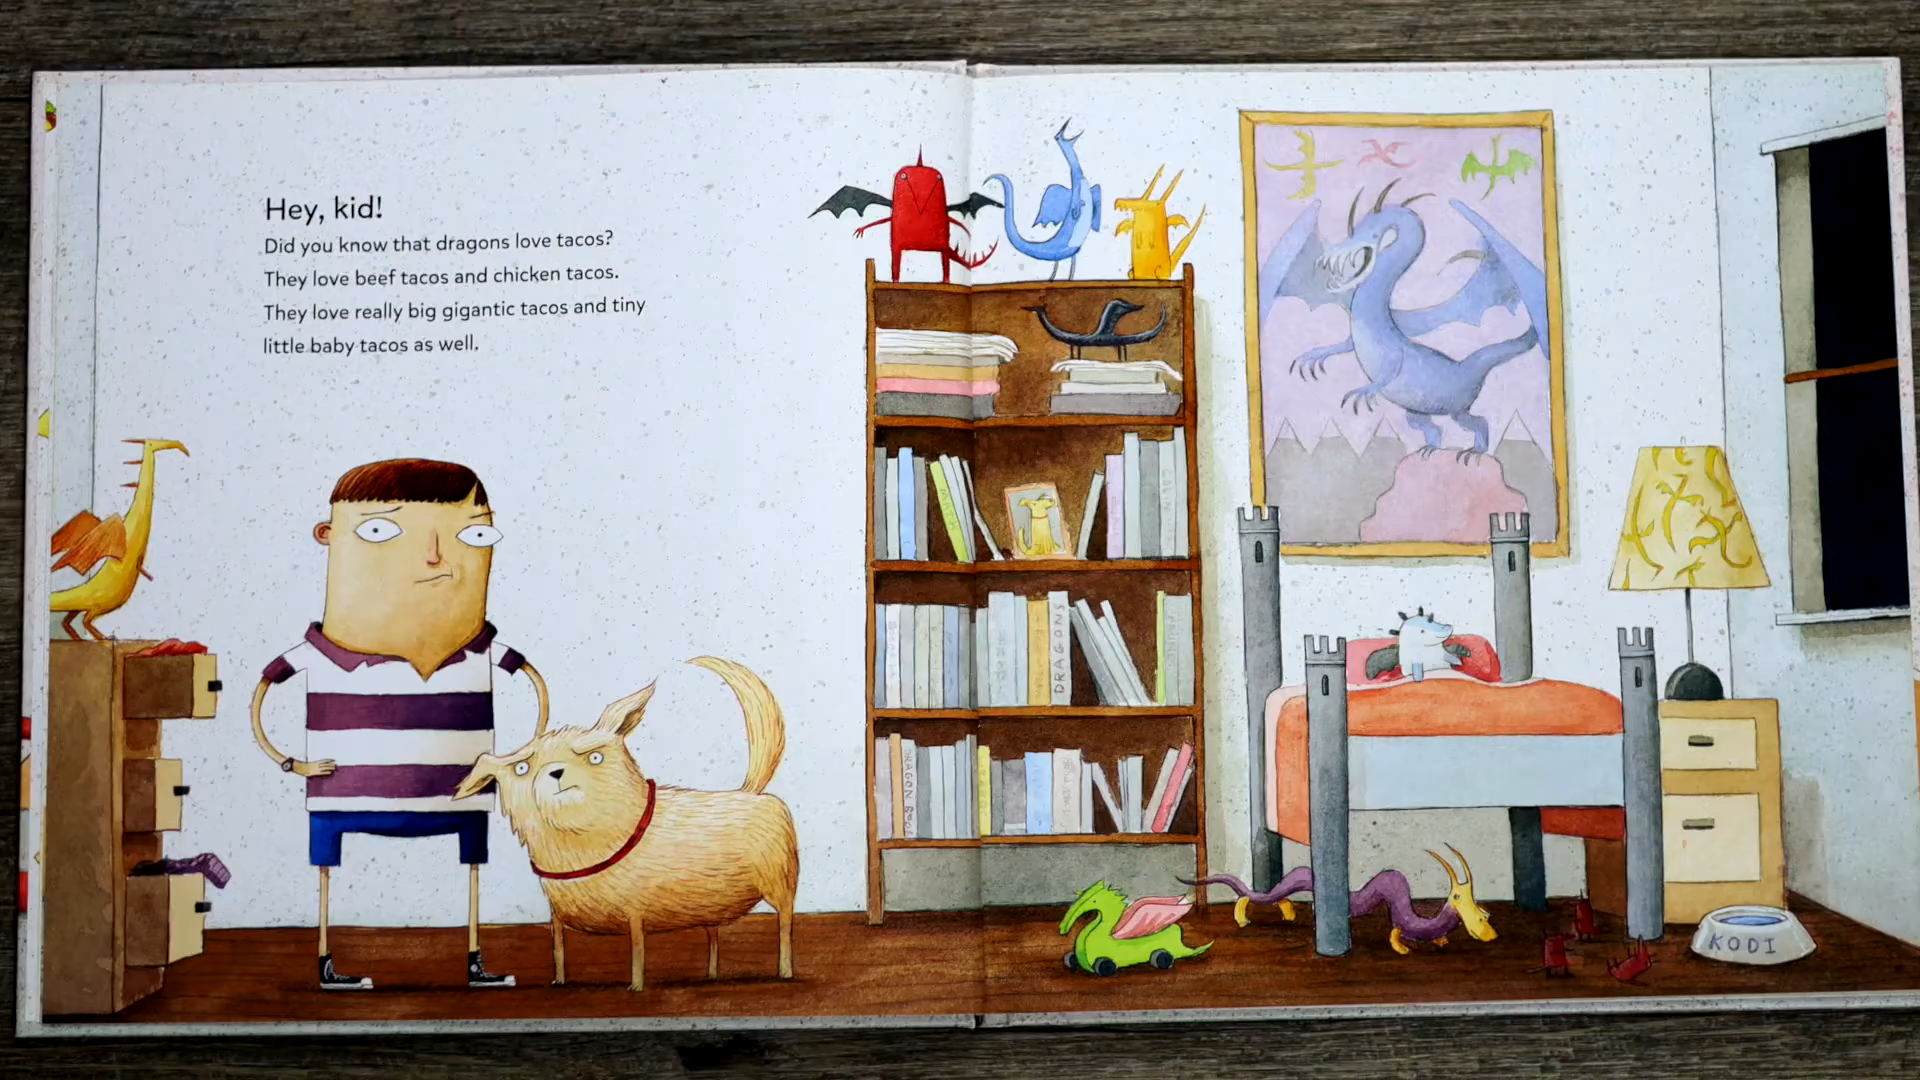 Hey, kid!
Did you know that dragons love tacos?
They love beef tacos and chicken tacos.
They love really big gigantic tacos and tiny
little baby tacos as well.
DRAGONS
KODI